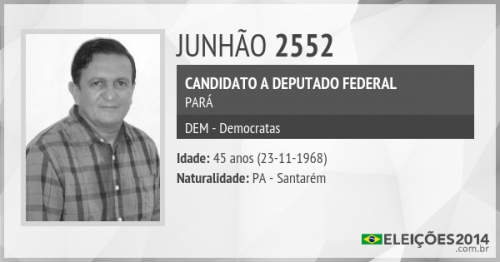 JUNHÃO 2552
CANDIDATO A DEPUTADO FEDERAL
PARÁ
DEM - Democratas
Idade: 45 anos (23-11-1968)
Naturalidade: PA - Santarém
ELEIÇÕES2014
.com.br